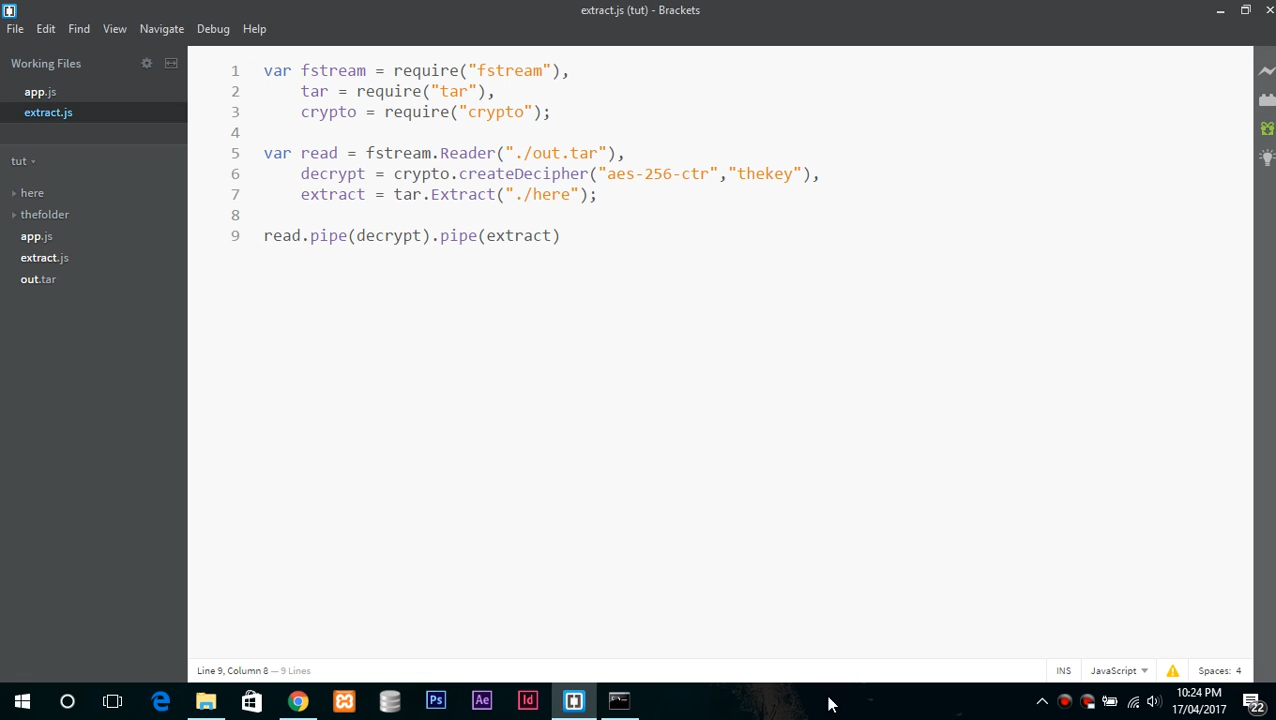 extract.js (tut) - Brackets
File Edit Find View Navigate Debug Help
Working Files
app.js
extract.js
tut
here
thefolder
app.js
extract.js
out.tar
1 var fstream = require("fstream"),
2 tar = require("tar"),
3 crypto = require("crypto");
4
5 var read = fstream.Reader("./out.tar"),
6 decrypt = crypto.createDecipher("aes-256-ctr","thekey"),
7 extract = tar.Extract("./here");
8
9 read.pipe(decrypt).pipe(extract)
Line 9, Column 8 — 9 Lines
INS JavaScript Spaces: 4
Ps Ae Id
10:24 PM
17/04/2017
22